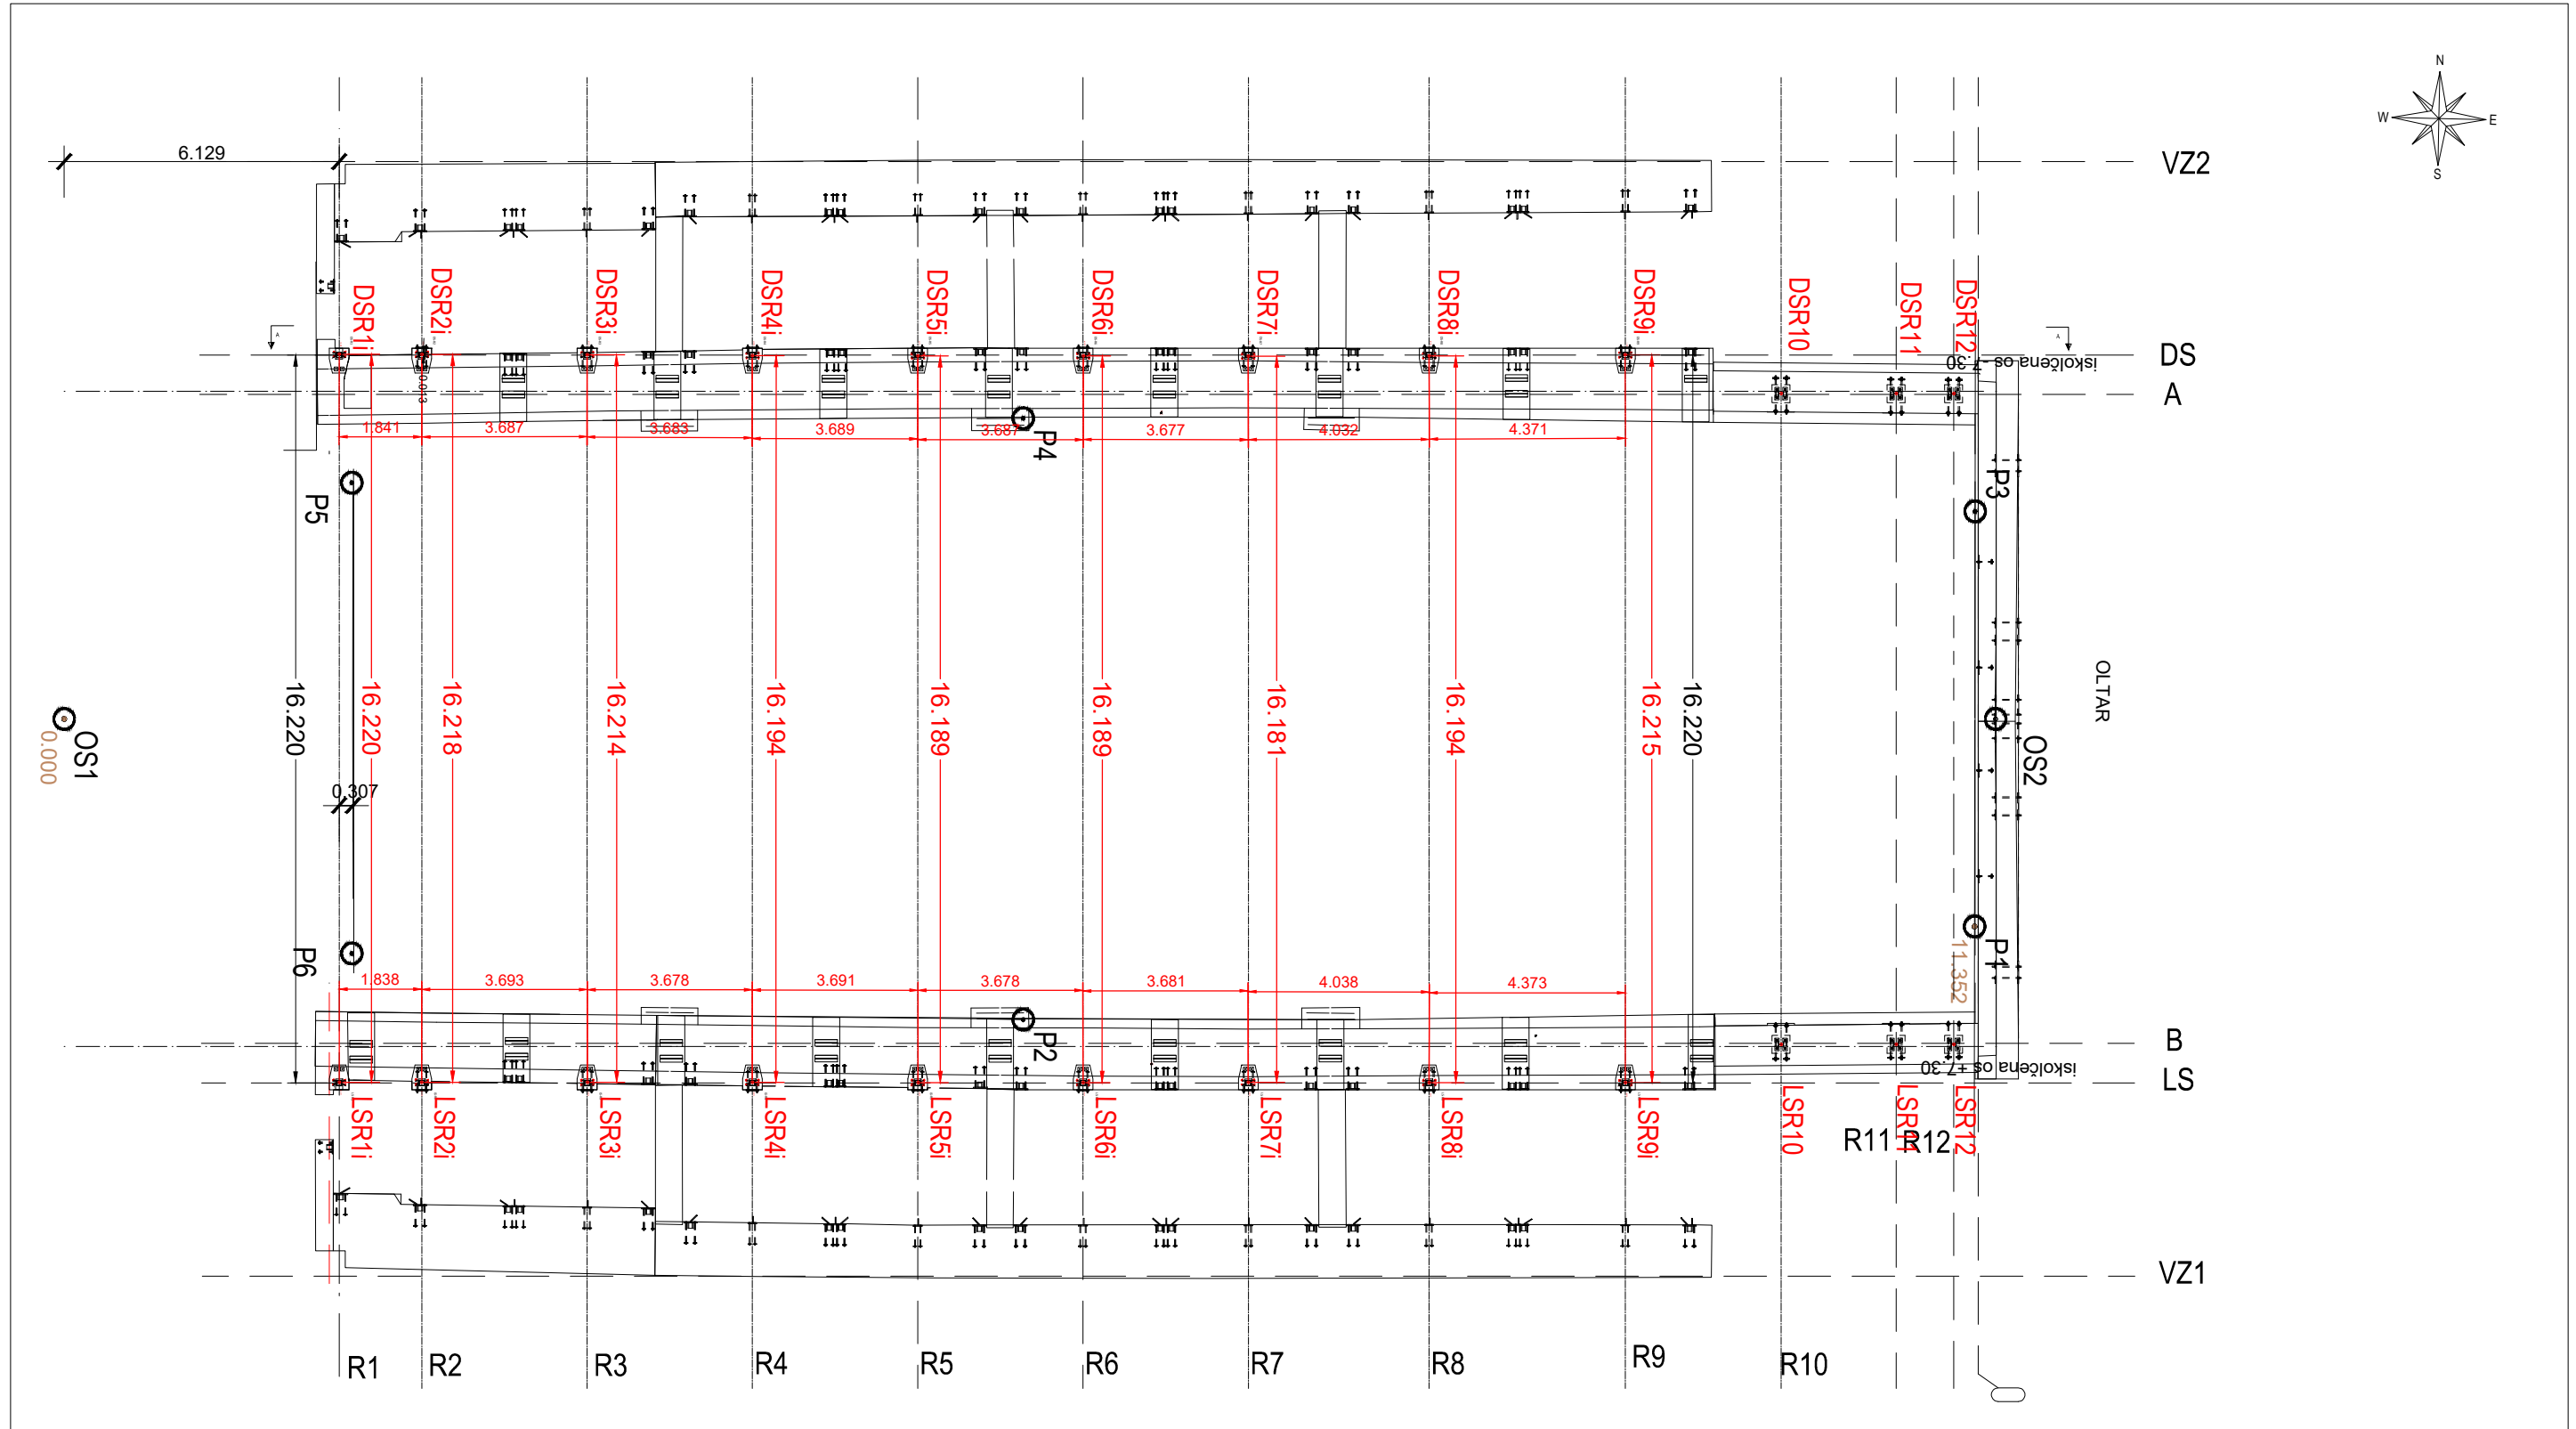 N
W
E
S
6.129
VZ2
DSR1i
DSR2i
DSR3i
DSR4i
DSR5i
DSR6i
DSR7i
DSR8i
DSR9i
DSR10
DSR11
DSR12
A
A
DS
iskolčena os -7.30
A
0.013
1.841
3.687
3.683
3.689
3.687
3.677
4.032
4.371
P4
P5
P3
16.220
16.220
16.218
16.214
16.194
16.189
16.189
16.181
16.194
16.215
16.220
OLTAR
OS1
0.000
OS2
0.307
P6
P1
11.352
1.838
3.693
3.678
3.691
3.678
3.681
4.038
4.373
P2
B
iskolčena os +7.30
LS
LSR1i
LSR2i
LSR3i
LSR4i
LSR5i
LSR6i
LSR7i
LSR8i
LSR9i
LSR10
LSR11
LSR12
R11
R12
VZ1
R1
R2
R3
R4
R5
R6
R7
R8
R9
R10